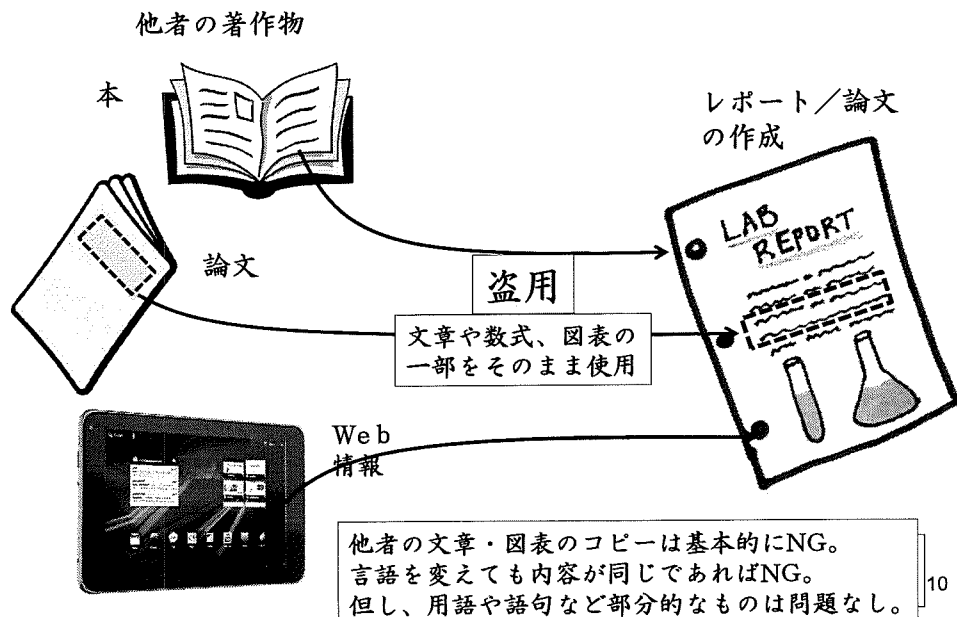 他者の著作物
本
レポート／論文
の作成
LAB
REPORT
論文
盗用
文章や数式、図表の
一部をそのまま使用
Web
情報
他者の文章・図表のコピーは基本的にNG。
言語を変えても内容が同じであればNG。
但し、用語や語句など部分的なものは問題なし。
10